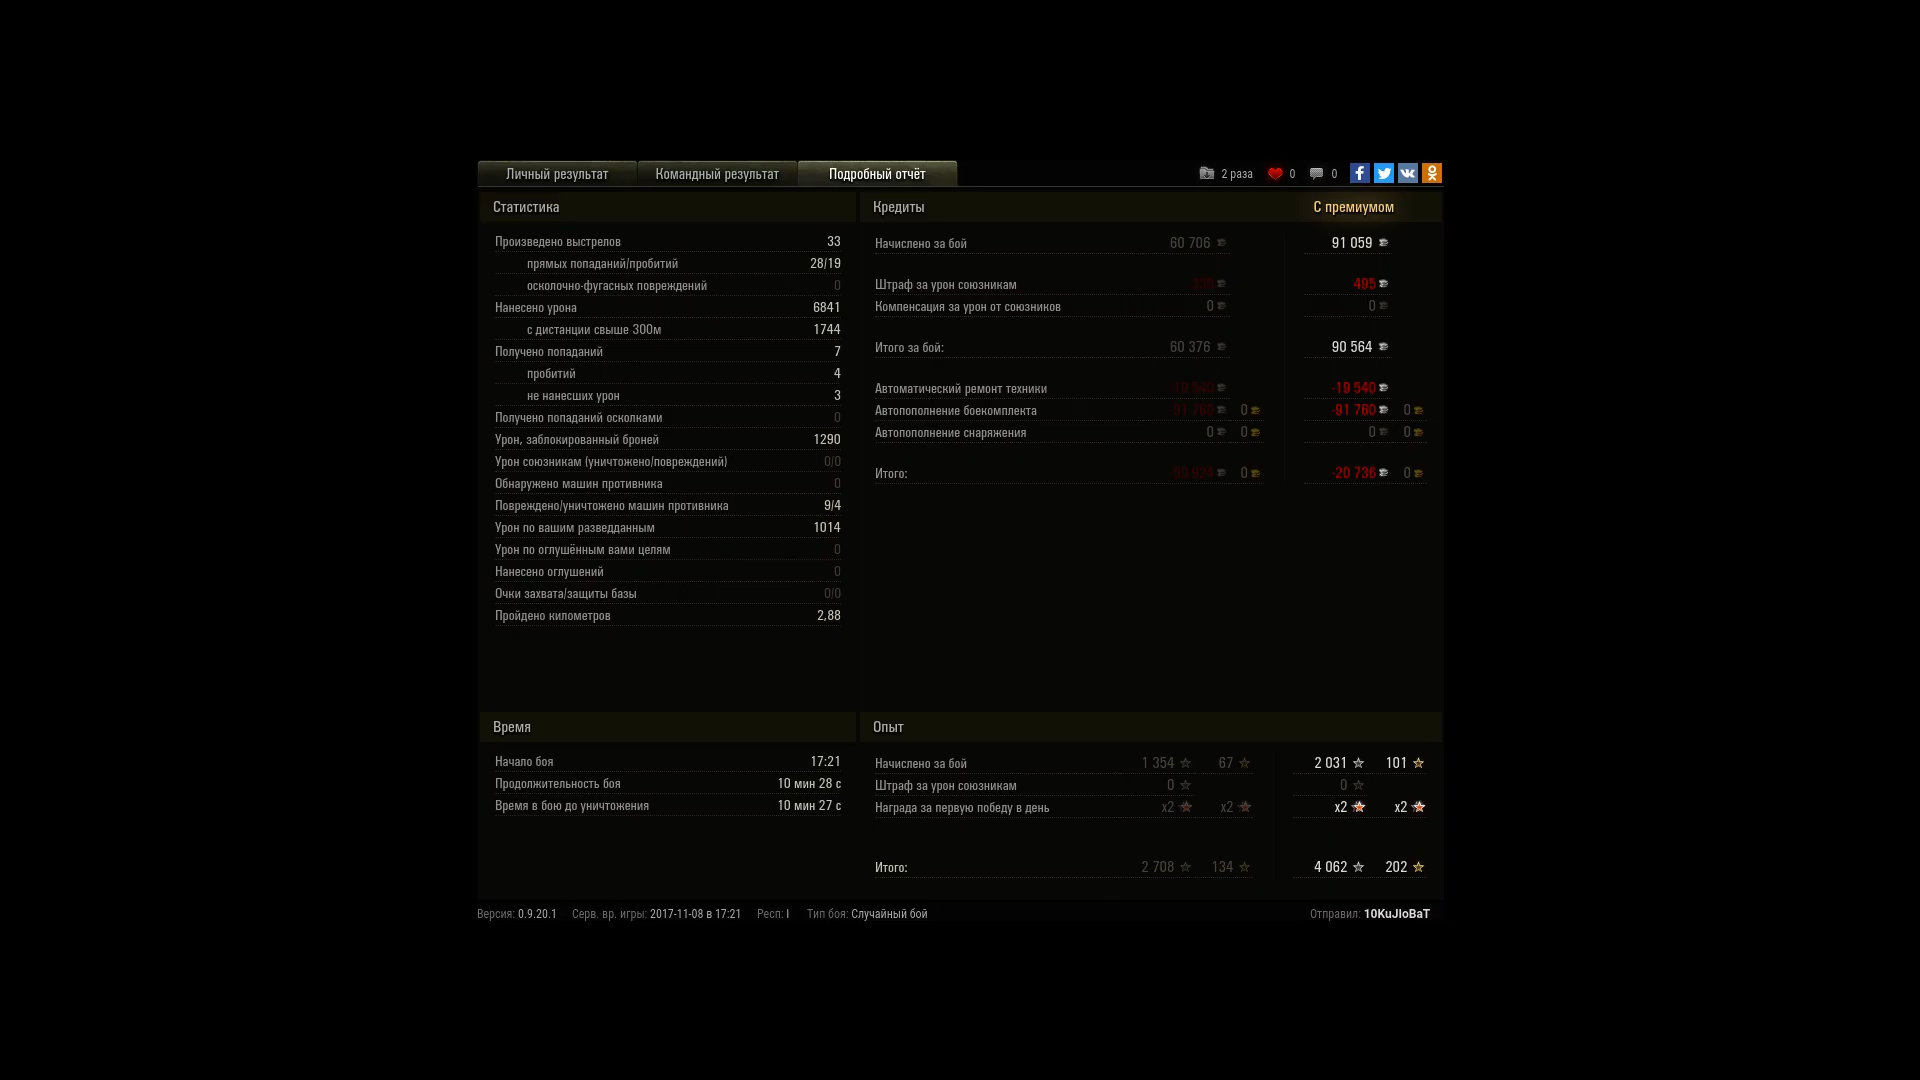 Личный результат Командный результат Подробный отчёт 2 раза 0 0
Статистика
Произведено выстрелов 33
прямых попаданий/пробитий 28/19
осколочно-фугасных повреждений 0
Нанесено урона 6841
с дистанции свыше 300м 1744
Получено попаданий 7
пробитий 4
не нанесших урон 3
Получено попаданий осколками 0
Урон, заблокированный броней 1290
Урон союзникам (уничтожено/повреждений) 0/0
Обнаружено машин противника 0
Повреждено/уничтожено машин противника 9/4
Урон по вашим разведданным 1014
Урон по оглушённым вами целям 0
Нанесено оглушений 0
Очки захвата/защиты базы 0/0
Пройдено километров 2,88
Кредиты С премиумом
Начислено за бой 60 706 91 059
Штраф за урон союзникам 330 495
Компенсация за урон от союзников 0 0
Итого за бой: 60 376 90 564
Автоматический ремонт техники -19 540 -19 540
Автопополнение боекомплекта -91 760 0 -91 760 0
Автопополнение снаряжения 0 0 0 0
Итого: 0 -20 736 0
Время
Начало боя 17:21
Продолжительность боя 10 мин 28 с
Время в бою до уничтожения 10 мин 27 с
Опыт
Начислено за бой 1 354 67 2 031 101
Штраф за урон союзникам 0 0
Награда за первую победу в день x2 x2 x2 x2
Итого: 2 708 134 4 062 202
Версия: 0.9.20.1 Серв. вр. игры: 2017-11-08 в 17:21 Респ: I Тип боя: Случайный бой Отправил: 10KuJIoBaT